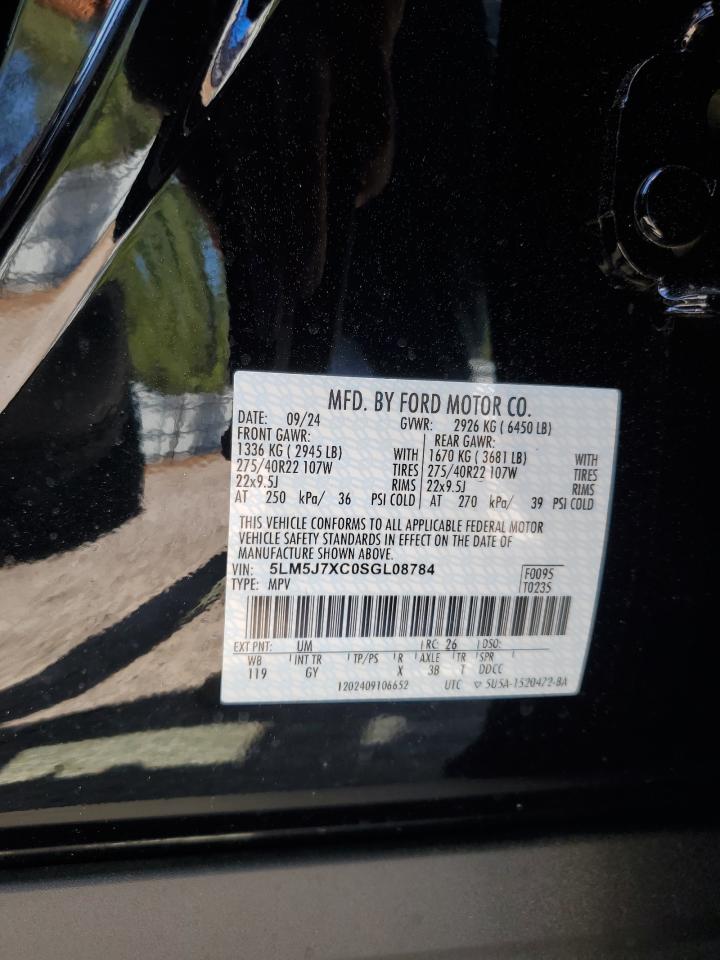 MFD. BY FORD MOTOR CO.
DATE: 09/24 GVWR: 2926 KG ( 6450 LB)
FRONT GAWR: REAR GAWR:
1336 KG ( 2945 LB) WITH 1670 KG ( 3681 LB) WITH
275/40R22 107W TIRES 275/40R22 107W TIRES
22x9.5J RIMS 22x9.5J RIMS
AT 250 kPa/ 36 PSI COLD AT 270 kPa/ 39 PSI COLD
THIS VEHICLE CONFORMS TO ALL APPLICABLE FEDERAL MOTOR
VEHICLE SAFETY STANDARDS IN EFFECT ON THE DATE OF
MANUFACTURE SHOWN ABOVE.
VIN: 5LM5J7XC0SGL08784 F0095
TYPE: MPV T0235
EXT PNT: UM RC: 26 DSO:
WB INT TR TP/PS R AXLE TR SPR
119 GY X 3B T DDCC
1202409106652 UTC ▽ 5U5A-1520472-BA